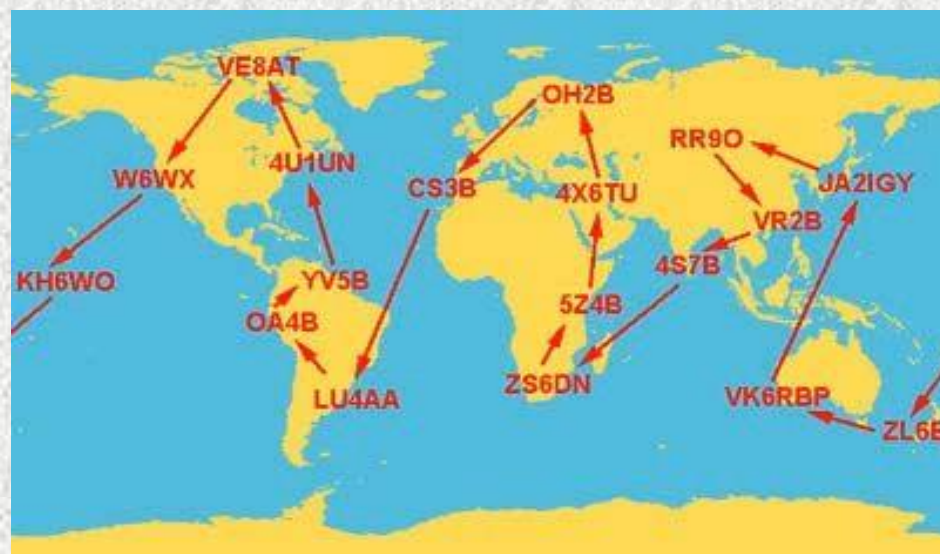 VE8AT
OH2B
RR9O
4U1UN
W6WX
CS3B
4X6TU
JA2IGY
VR2B
4S7B
KH6WO
YV5B
5Z4B
OA4B
ZS6DN
LU4AA
VK6RBP